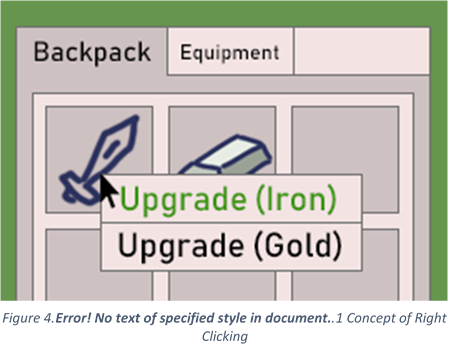 Backpack
Equipment
Upgrade (Iron)
Upgrade (Gold)
Figure 4.Error! No text of specified style in document..1 Concept of Right
Clicking